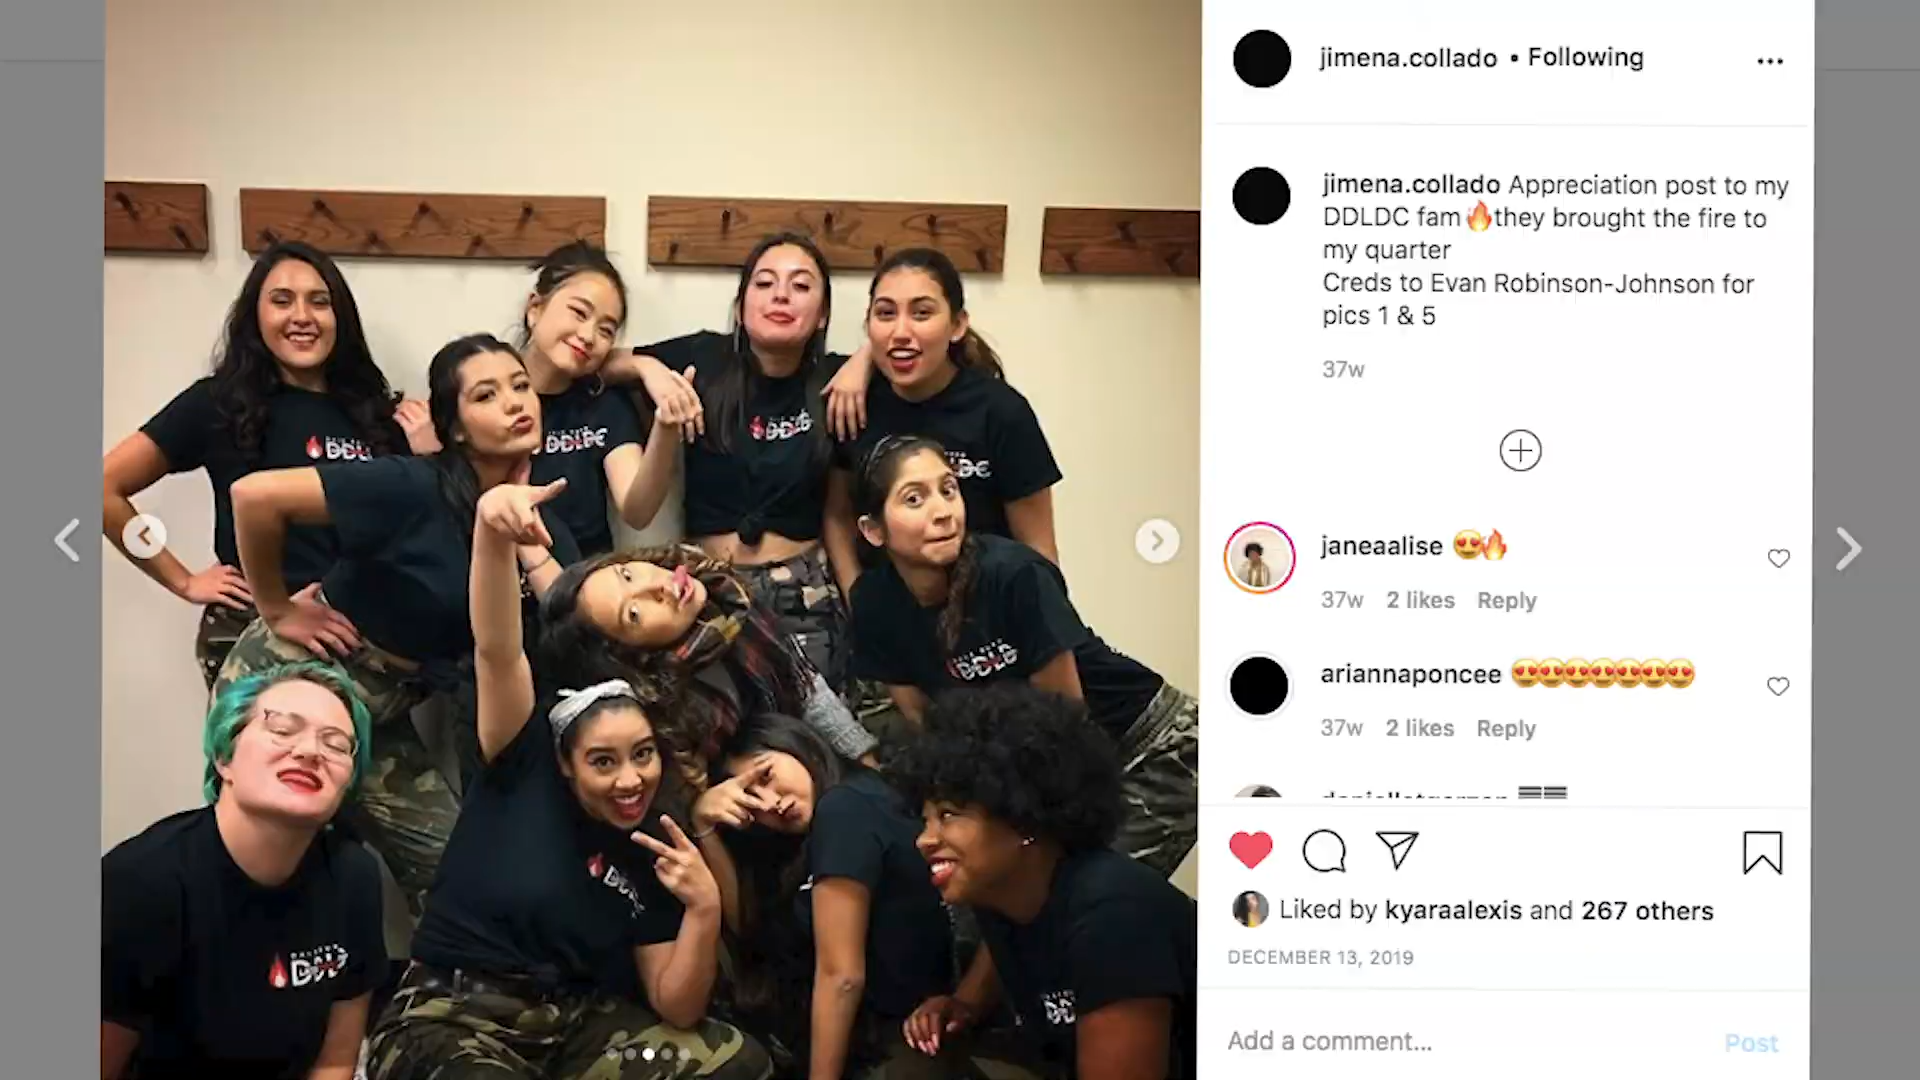 jimena.collado • Following
jimena.collado Appreciation post to my
DDLDC fam🔥they brought the fire to
my quarter
Creds to Evan Robinson-Johnson for
pics 1 & 5
37w
janeaalise 😍🔥
37w 2 likes Reply
ariannaponcee 😍😍😍😍😍😍😍
37w 2 likes Reply
Liked by kyaraalexis and 267 others
DECEMBER 13, 2019
Add a comment... Post
DDLDC